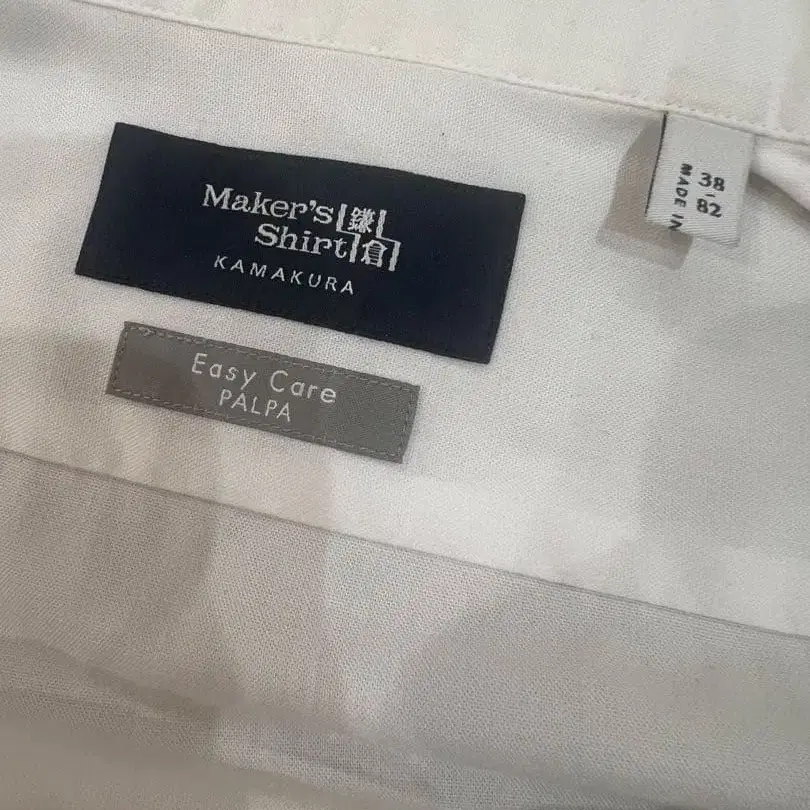 Maker's 鎌
Shirt 倉
KAMAKURA
Easy Care
PALPA
38
-
82
MADE IN